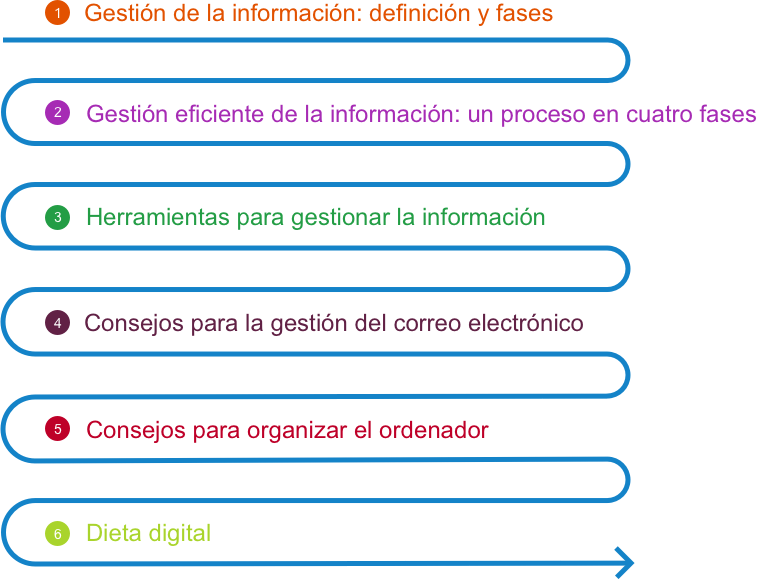 1 Gestión de la información: definición y fases
2 Gestión eficiente de la información: un proceso en cuatro fases
3 Herramientas para gestionar la información
4 Consejos para la gestión del correo electrónico
5 Consejos para organizar el ordenador
6 Dieta digital